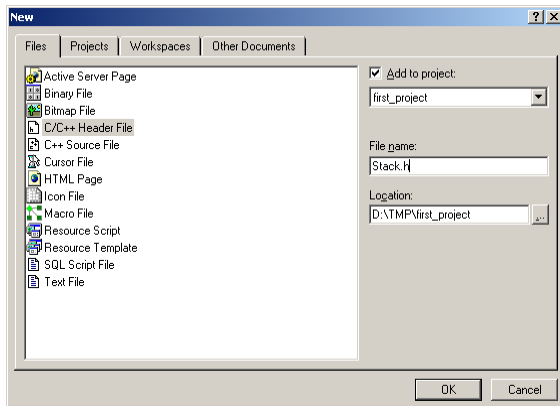 New
Files Projects Workspaces Other Documents
Active Server Page
Binary File
Bitmap File
C/C++ Header File
C++ Source File
Cursor File
HTML Page
Icon File
Macro File
Resource Script
Resource Template
SQL Script File
Text File
Add to project:
first_project
File name:
Stack.h
Location:
D:\TMP\first_project
...
OK Cancel